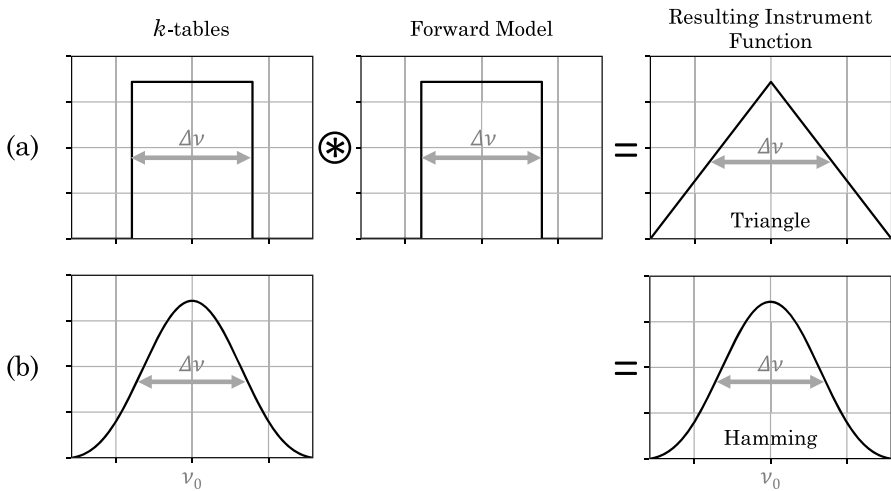 k-tables
Forward Model
Resulting Instrument
Function
(a)
Δν
⊛
Δν
=
Δν
Triangle
(b)
Δν
=
Δν
Hamming
ν₀
ν₀